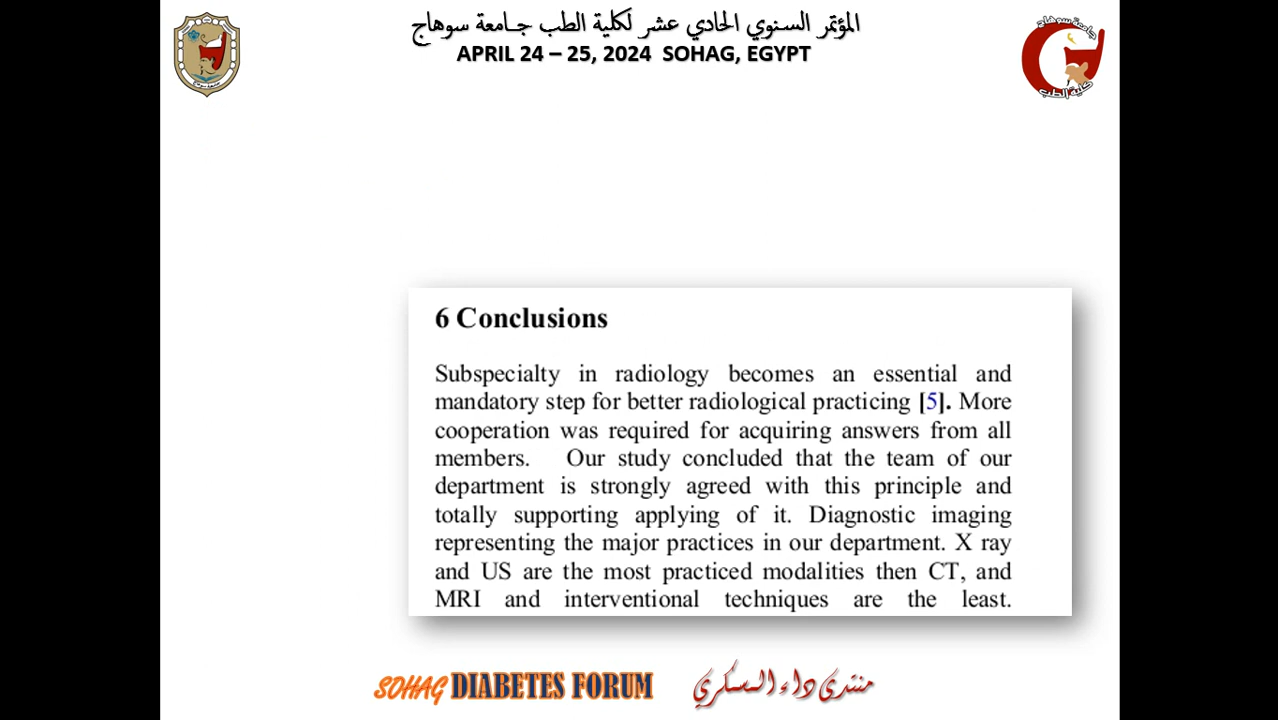 المؤتمر السنوي الحادي عشر لكلية الطب جامعة سوهاج
APRIL 24 – 25, 2024 SOHAG, EGYPT
جامعة سوهاج
كلية الطب
6 Conclusions
Subspecialty in radiology becomes an essential and
mandatory step for better radiological practicing [5]. More
cooperation was required for acquiring answers from all
members. Our study concluded that the team of our
department is strongly agreed with this principle and
totally supporting applying of it. Diagnostic imaging
representing the major practices in our department. X ray
and US are the most practiced modalities then CT, and
MRI and interventional techniques are the least.
SOHAG DIABETES FORUM
منتدى داء السكري